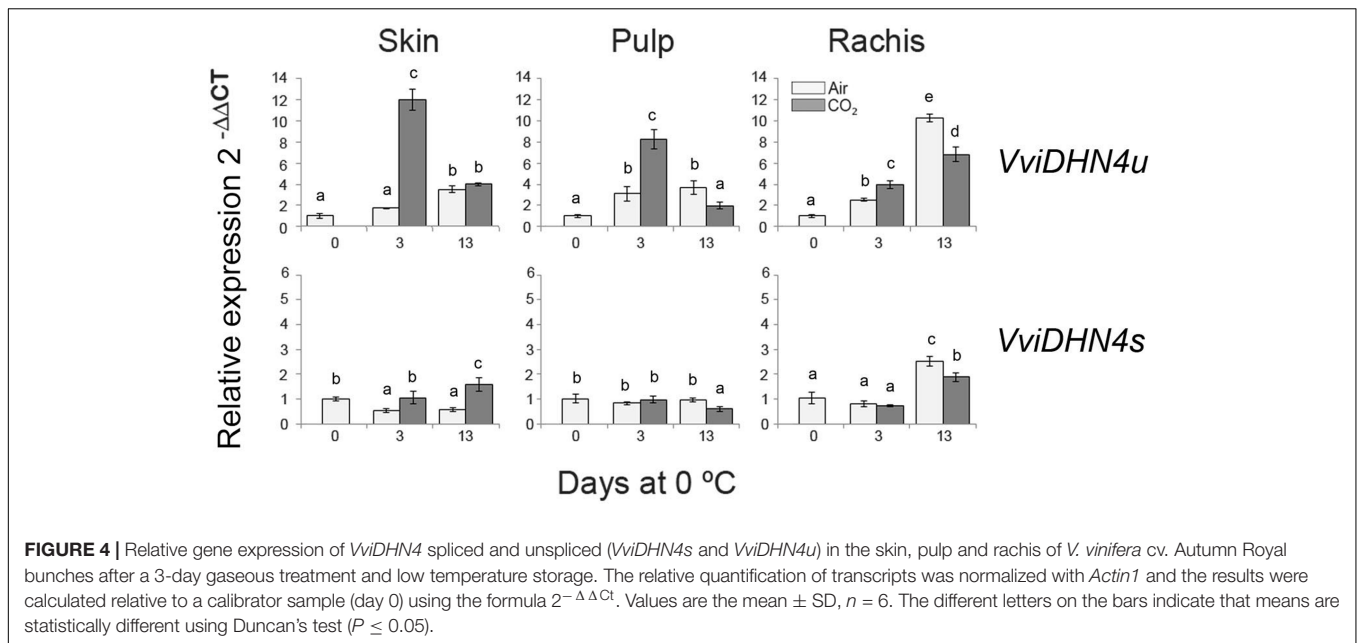 Skin Pulp Rachis
Relative expression 2 -ΔΔCT
14 14 14
12 12 12
10 10 10
8 8 8
6 6 6
4 4 4
2 2 2
0 0 0
a a c b b
a b c b a
a b c e d
Air
CO₂
VviDHN4u
0 3 13 0 3 13 0 3 13
6 6 6
5 5 5
4 4 4
3 3 3
2 2 2
1 1 1
0 0 0
b a b a c
b b b b a
a a a c b
VviDHN4s
0 3 13 0 3 13 0 3 13
Days at 0 ºC
FIGURE 4 | Relative gene expression of VviDHN4 spliced and unspliced (VviDHN4s and VviDHN4u) in the skin, pulp and rachis of V. vinifera cv. Autumn Royal
bunches after a 3-day gaseous treatment and low temperature storage. The relative quantification of transcripts was normalized with Actin1 and the results were
calculated relative to a calibrator sample (day 0) using the formula 2−ΔΔCt. Values are the mean ± SD, n = 6. The different letters on the bars indicate that means are
statistically different using Duncan's test (P ≤ 0.05).